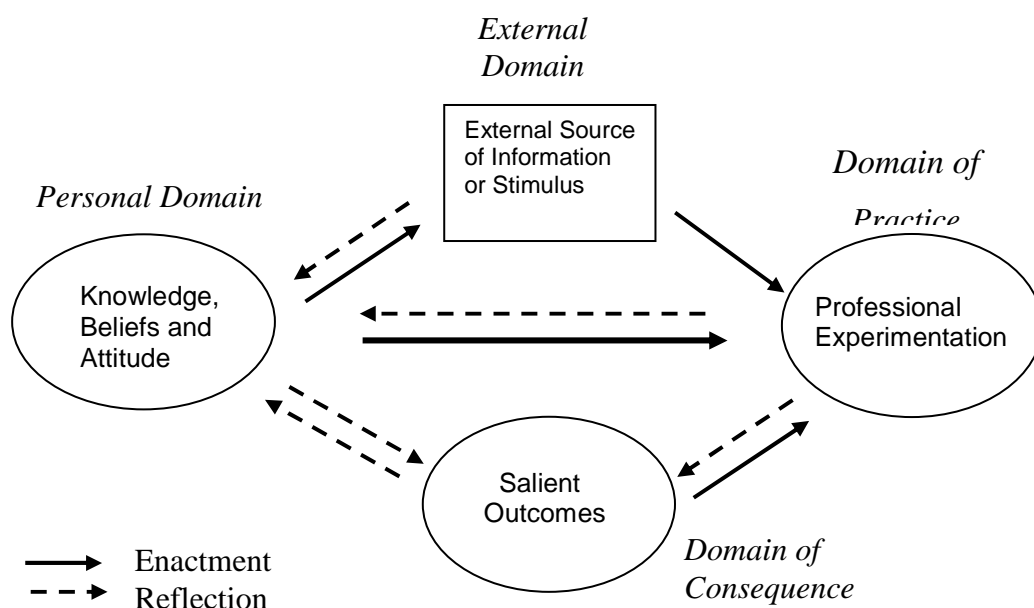 External
Domain
External Source
of Information
or Stimulus
Domain of
Practice
Personal Domain
Knowledge,
Beliefs and
Attitude
Professional
Experimentation
Salient
Outcomes
Domain of
Consequence
Enactment
Reflection